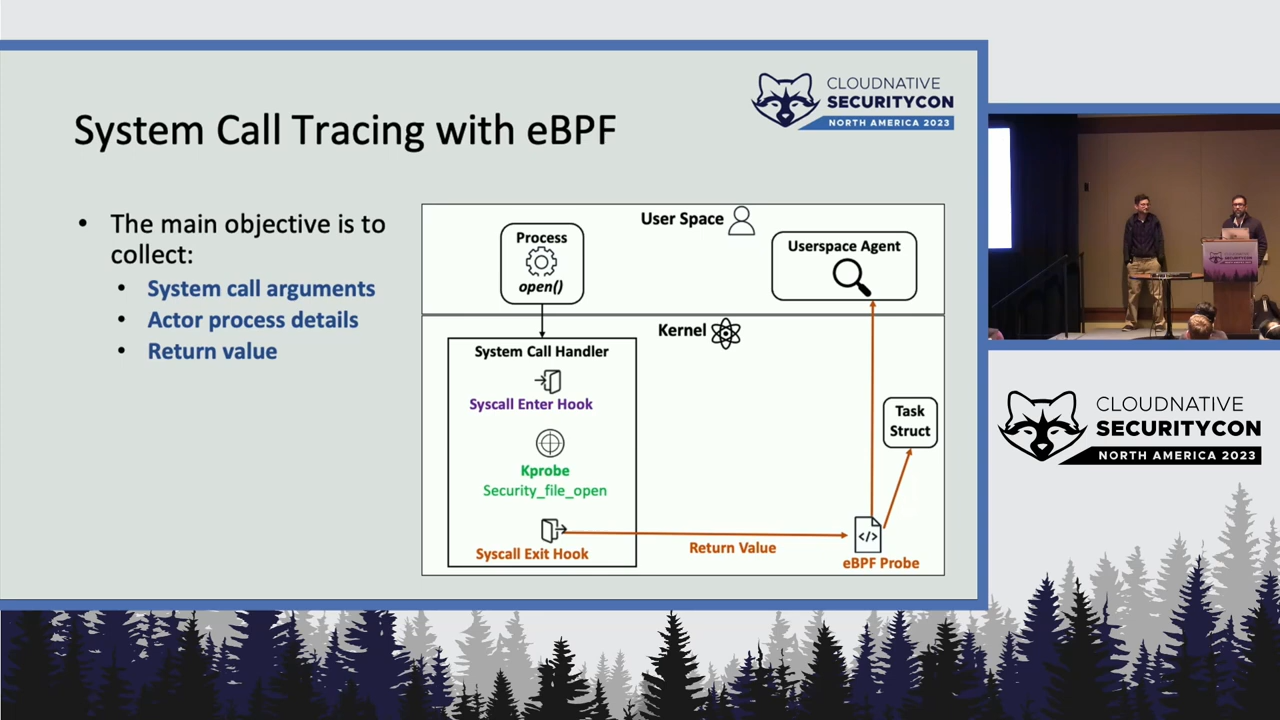 System Call Tracing with eBPF
CLOUDNATIVE
SECURITYCON
NORTH AMERICA 2023
• The main objective is to
collect:
• System call arguments
• Actor process details
• Return value
User Space
Process
open()
Userspace Agent
Kernel
System Call Handler
Syscall Enter Hook
Kprobe
Security_file_open
Syscall Exit Hook
Return Value
</>
eBPF Probe
Task
Struct
CLOUDNATIVE
SECURITYCON
NORTH AMERICA 2023